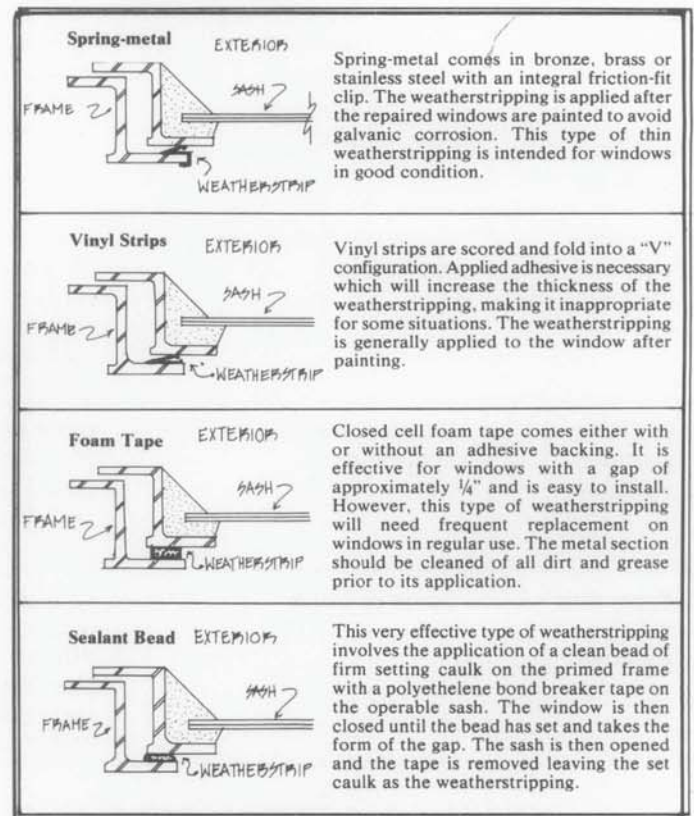 Spring-metal
EXTERIOR
SASH
FRAME
WEATHERSTRIP
Spring-metal comes in bronze, brass or
stainless steel with an integral friction-fit
clip. The weatherstripping is applied after
the repaired windows are painted to avoid
galvanic corrosion. This type of thin
weatherstripping is intended for windows
in good condition.
Vinyl Strips
EXTERIOR
SASH
FRAME
WEATHERSTRIP
Vinyl strips are scored and fold into a “V”
configuration. Applied adhesive is necessary
which will increase the thickness of the
weatherstripping, making it inappropriate
for some situations. The weatherstripping
is generally applied to the window after
painting.
Foam Tape
EXTERIOR
SASH
FRAME
WEATHERSTRIP
Closed cell foam tape comes either with
or without an adhesive backing. It is
effective for windows with a gap of
approximately ¼” and is easy to install.
However, this type of weatherstripping
will need frequent replacement on
windows in regular use. The metal section
should be cleaned of all dirt and grease
prior to its application.
Sealant Bead
EXTERIOR
SASH
FRAME
WEATHERSTRIP
This very effective type of weatherstripping
involves the application of a clean bead of
firm setting caulk on the primed frame
with a polyethelene bond breaker tape on
the operable sash. The window is then
closed until the bead has set and takes the
form of the gap. The sash is then opened
and the tape is removed leaving the set
caulk as the weatherstripping.